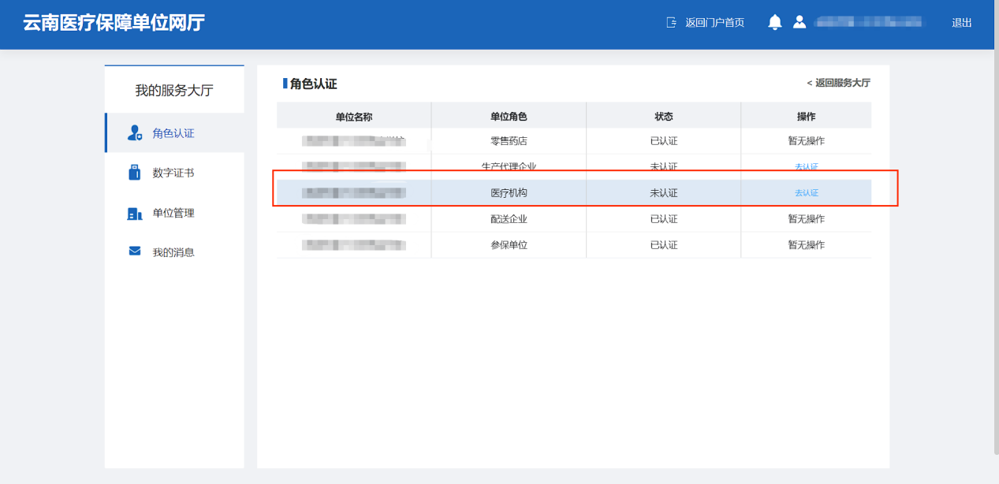 云南医疗保障单位网厅
返回门户首页
退出
我的服务大厅
角色认证
数字证书
单位管理
我的消息
角色认证
< 返回服务大厅
单位名称 单位角色 状态 操作
零售药店 已认证 暂无操作
生产代理企业 未认证 去认证
医疗机构 未认证 去认证
配送企业 已认证 暂无操作
参保单位 已认证 暂无操作